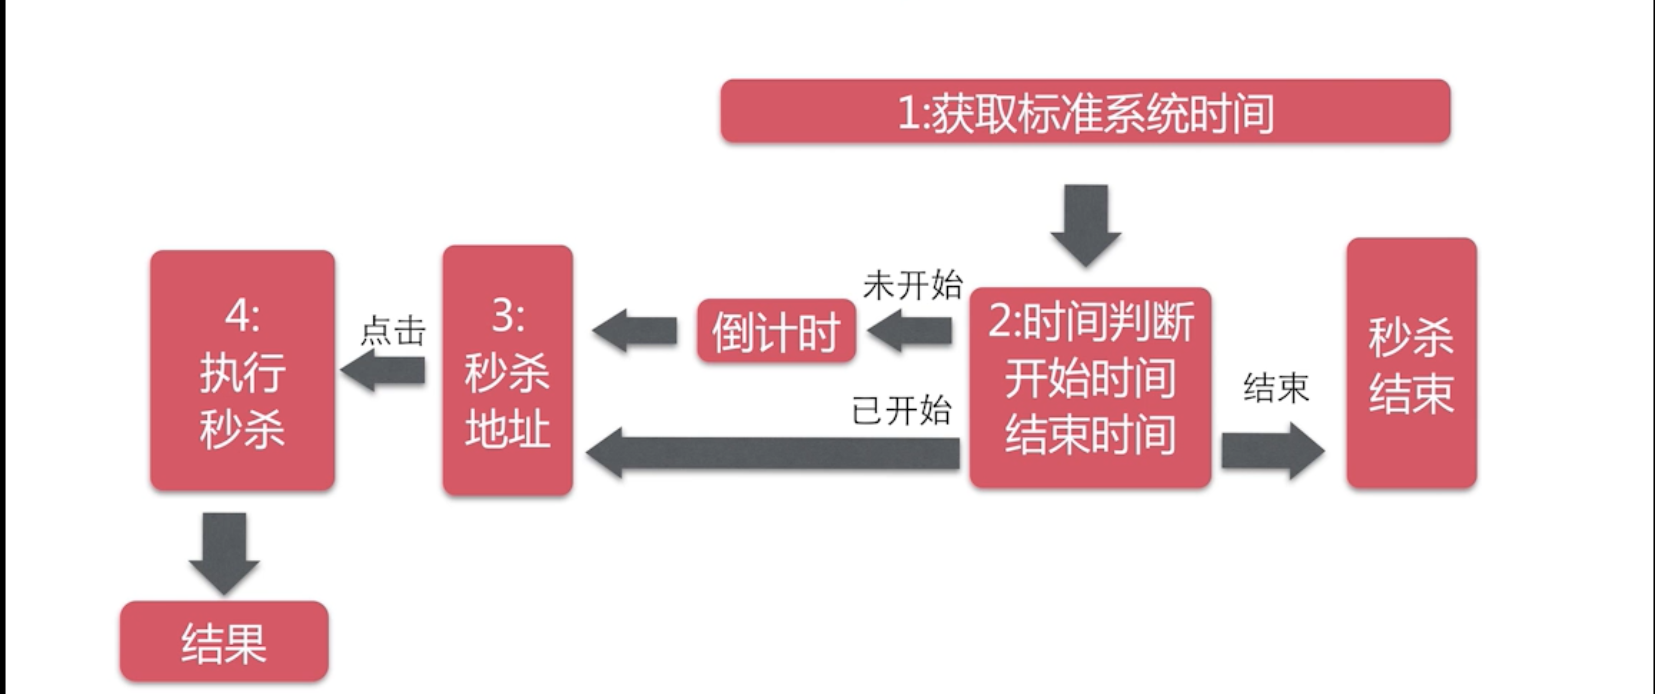 1:获取标准系统时间
2:时间判断
开始时间
结束时间
未开始
倒计时
已开始
结束
秒杀
结束
3:
秒杀
地址
点击
4:
执行
秒杀
结果